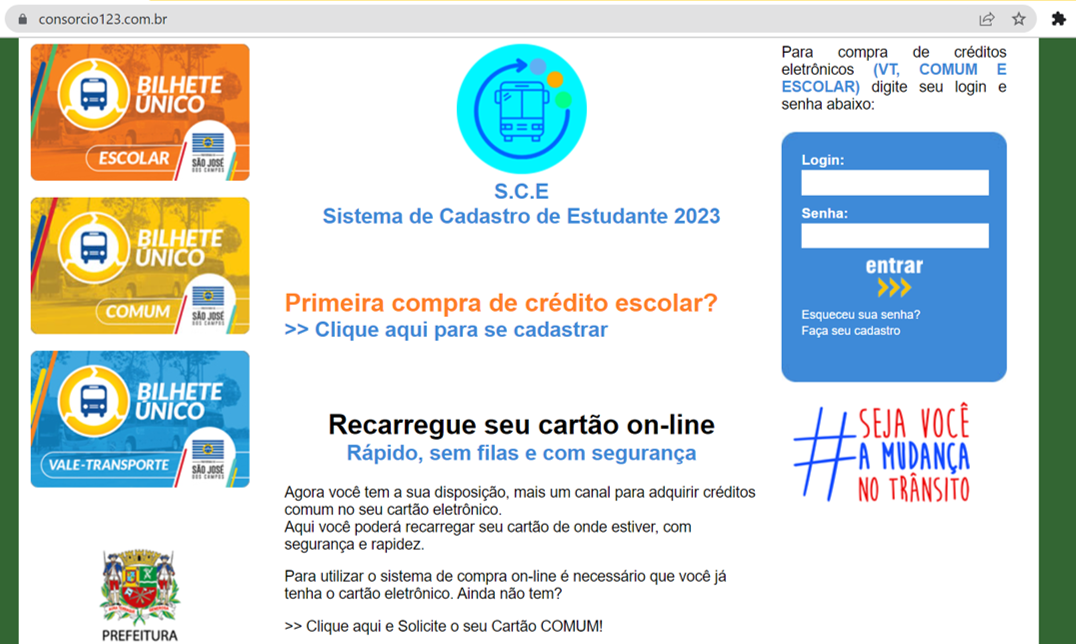 consorcio123.com.br
BILHETE
ÚNICO
ESCOLAR
SÃO JOSÉ
DOS CAMPOS
BILHETE
ÚNICO
COMUM
SÃO JOSÉ
DOS CAMPOS
BILHETE
ÚNICO
VALE-TRANSPORTE
SÃO JOSÉ
DOS CAMPOS
PREFEITURA
S.C.E
Sistema de Cadastro de Estudante 2023
Primeira compra de crédito escolar?
>> Clique aqui para se cadastrar
Recarregue seu cartão on-line
Rápido, sem filas e com segurança
Agora você tem a sua disposição, mais um canal para adquirir créditos
comum no seu cartão eletrônico.
Aqui você poderá recarregar seu cartão de onde estiver, com
segurança e rapidez.
Para utilizar o sistema de compra on-line é necessário que você já
tenha o cartão eletrônico. Ainda não tem?
>> Clique aqui e Solicite o seu Cartão COMUM!
Para compra de créditos
eletrônicos (VT, COMUM E
ESCOLAR) digite seu login e
senha abaixo:
Login:
Senha:
entrar
>>>
Esqueceu sua senha?
Faça seu cadastro
#SEJA VOCÊ
A MUDANÇA
NO TRÂNSITO